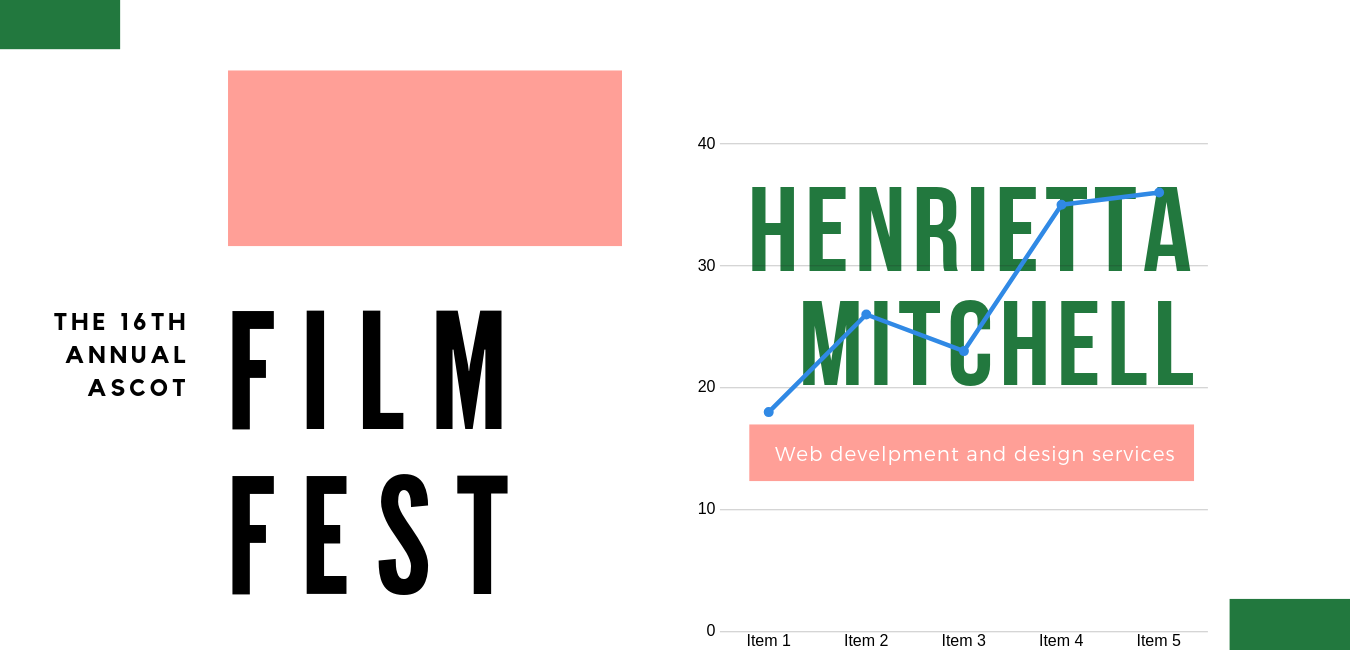 THE 16TH
ANNUAL
ASCOT
FILM
FEST
40
30
20
10
0
HENRIETTA
MITCHELL
Web develpment and design services
Item 1 Item 2 Item 3 Item 4 Item 5